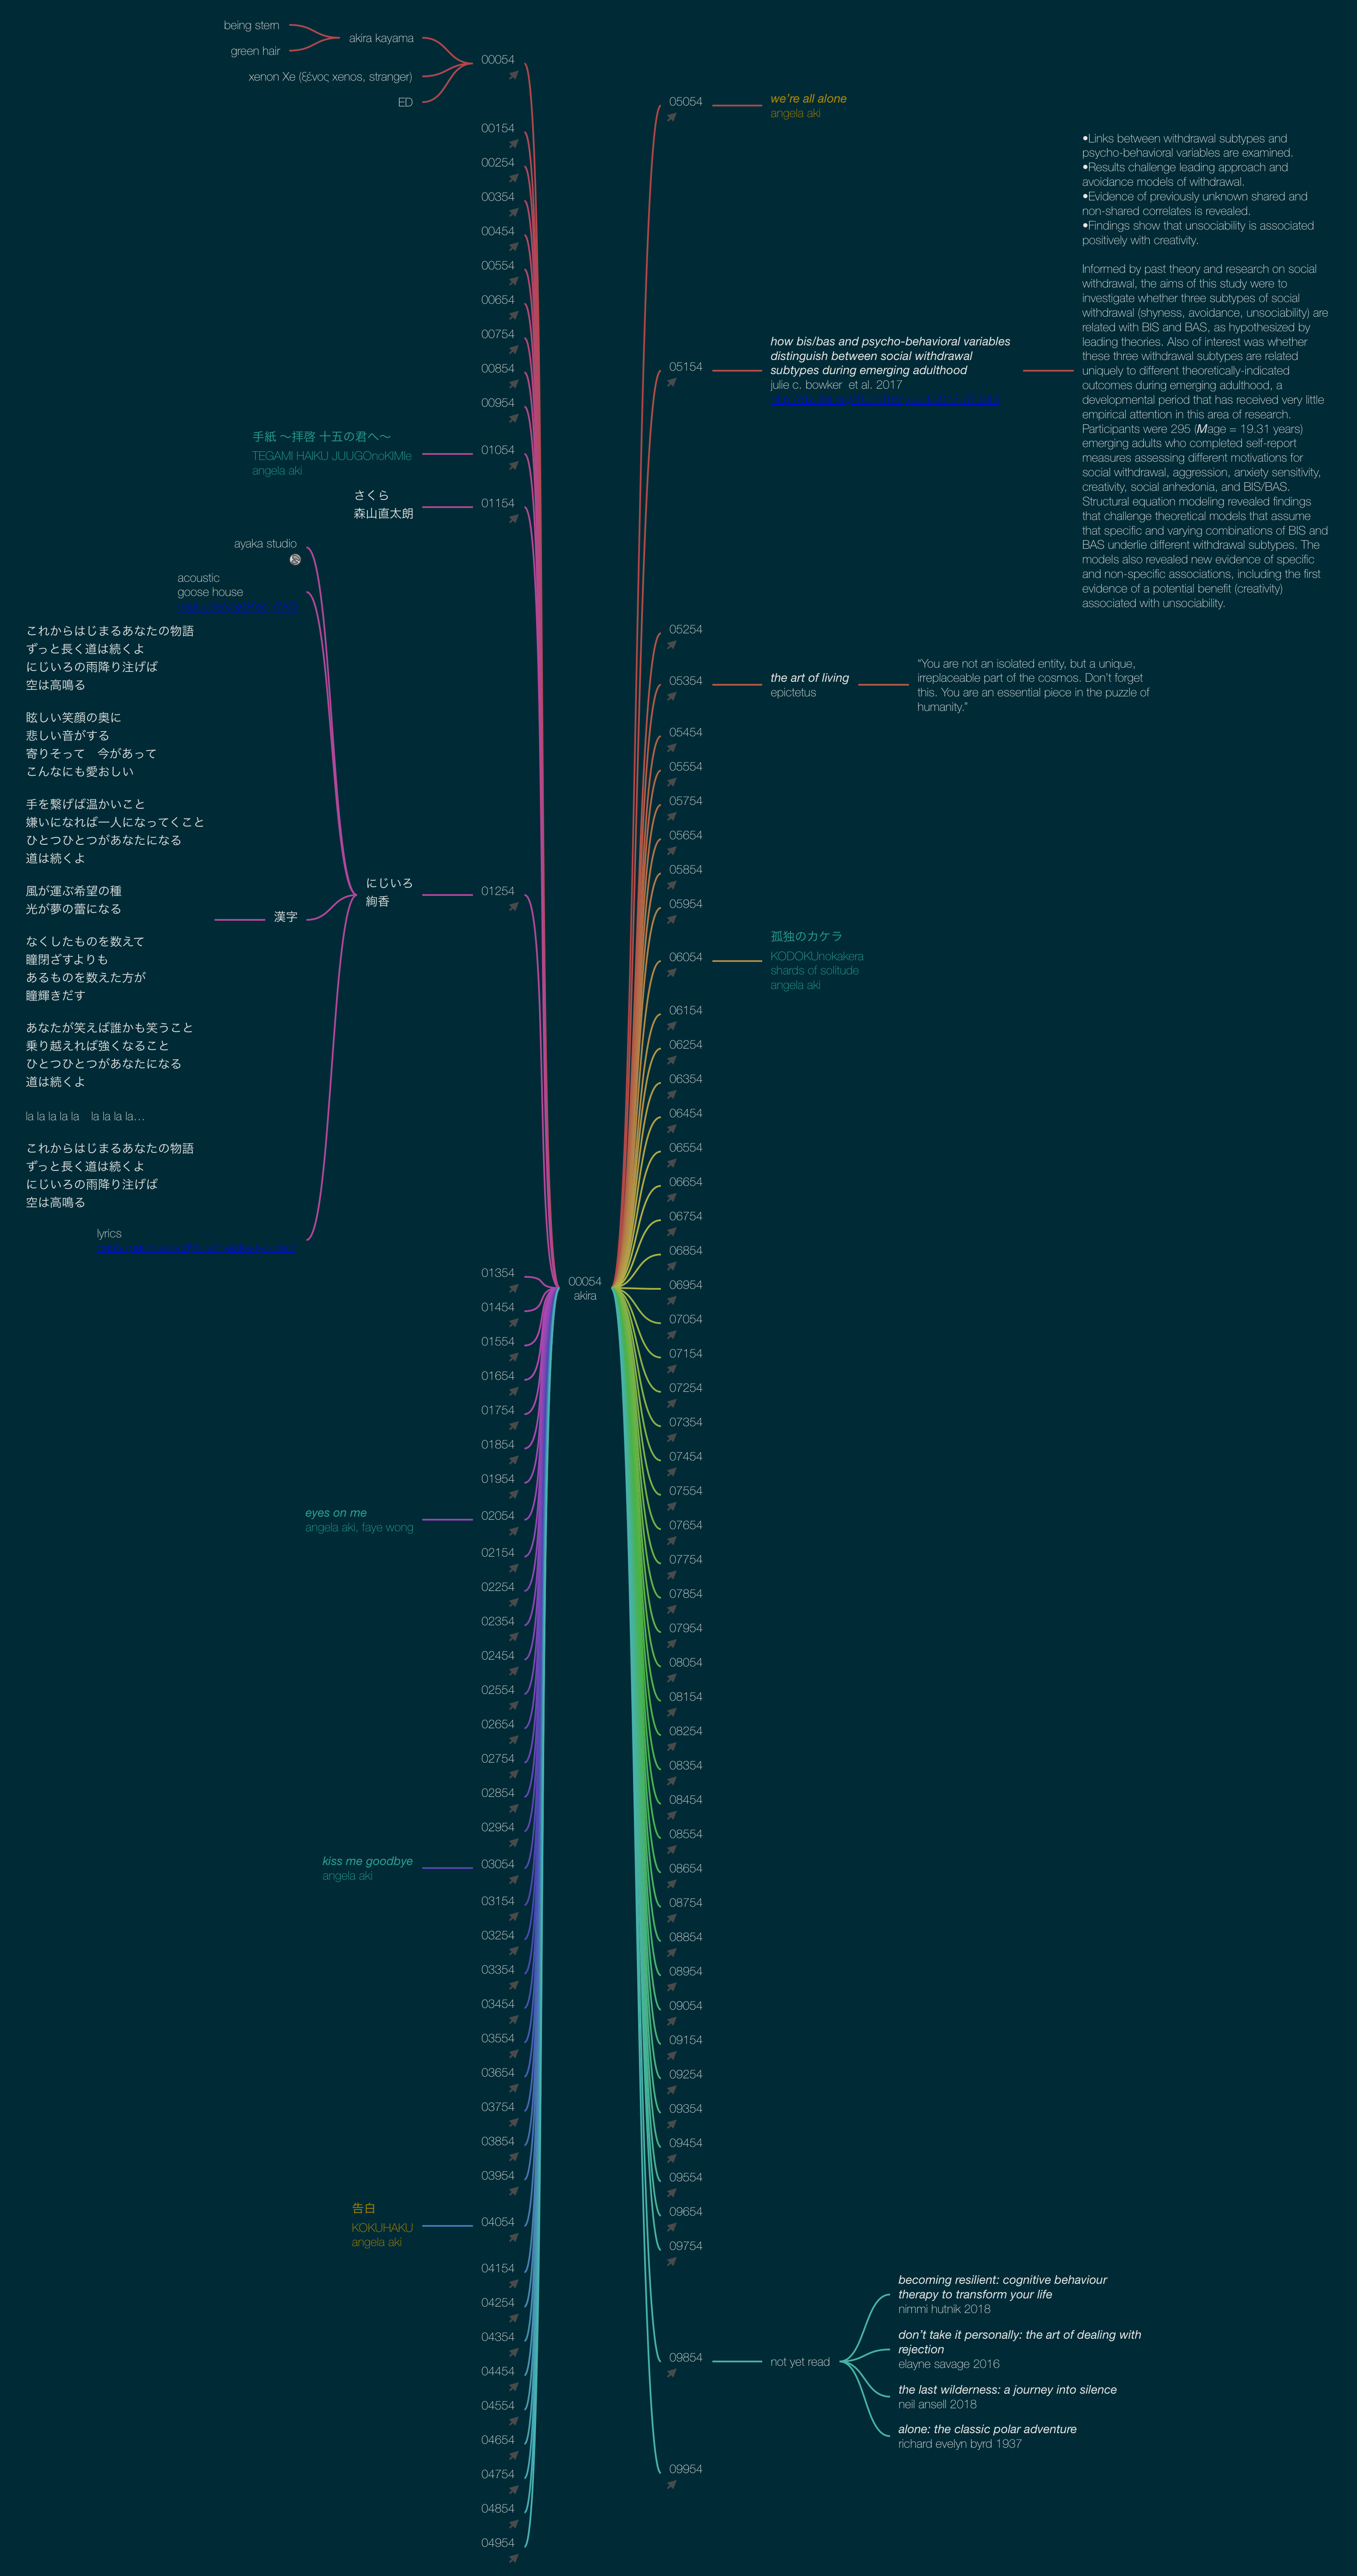 being stern
green hair
akira kayama
xenon Xe (ξένος xenos, stranger)
ED
00054
00154
00254
00354
00454
00554
00654
00754
00854
00954
手紙 〜拝啓 十五の君へ〜
TEGAMI HAIKU JUUGOnoKIMIe
angela aki
01054
さくら
森山直太朗
01154
ayaka studio
acoustic
goose house
これからはじまるあなたの物語
ずっと長く道は続くよ
にじいろの雨降り注げば
空は高鳴る
眩しい笑顔の奥に
悲しい音がする
寄りそって　今があって
こんなにも愛おしい
手を繋げば温かいこと
嫌いになれば一人になってくこと
ひとつひとつがあなたになる
道は続くよ
風が運ぶ希望の種
光が夢の蕾になる
なくしたものを数えて
瞳閉ざすよりも
あるものを数えた方が
瞳輝きだす
あなたが笑えば誰かも笑うこと
乗り越えれば強くなること
ひとつひとつがあなたになる
道は続くよ
la la la la la　la la la la…
これからはじまるあなたの物語
ずっと長く道は続くよ
にじいろの雨降り注げば
空は高鳴る
漢字
にじいろ
絢香
01254
lyrics
01354
01454
01554
01654
01754
01854
01954
eyes on me
angela aki, faye wong
02054
02154
02254
02354
02454
02554
02654
02754
02854
02954
kiss me goodbye
angela aki
03054
03154
03254
03354
03454
03554
03654
03754
03854
03954
告白
KOKUHAKU
angela aki
04054
04154
04254
04354
04454
04554
04654
04754
04854
04954
00054
akira
05054
we're all alone
angela aki
05154
how bis/bas and psycho-behavioral variables
distinguish between social withdrawal
subtypes during emerging adulthood
julie c. bowker et al. 2017
•Links between withdrawal subtypes and
psycho-behavioral variables are examined.
•Results challenge leading approach and
avoidance models of withdrawal.
•Evidence of previously unknown shared and
non-shared correlates is revealed.
•Findings show that unsociability is associated
positively with creativity.
Informed by past theory and research on social
withdrawal, the aims of this study were to
investigate whether three subtypes of social
withdrawal (shyness, avoidance, unsociability) are
related with BIS and BAS, as hypothesized by
leading theories. Also of interest was whether
these three withdrawal subtypes are related
uniquely to different theoretically-indicated
outcomes during emerging adulthood, a
developmental period that has received very little
empirical attention in this area of research.
Participants were 295 (Mage = 19.31 years)
emerging adults who completed self-report
measures assessing different motivations for
social withdrawal, aggression, anxiety sensitivity,
creativity, social anhedonia, and BIS/BAS.
Structural equation modeling revealed findings
that challenge theoretical models that assume
that specific and varying combinations of BIS and
BAS underlie different withdrawal subtypes. The
models also revealed new evidence of specific
and non-specific associations, including the first
evidence of a potential benefit (creativity)
associated with unsociability.
05254
05354
the art of living
epictetus
"You are not an isolated entity, but a unique,
irreplaceable part of the cosmos. Don't forget
this. You are an essential piece in the puzzle of
humanity."
05454
05554
05754
05654
05854
05954
06054
孤独のカケラ
KODOKUnokakera
shards of solitude
angela aki
06154
06254
06354
06454
06554
06654
06754
06854
06954
07054
07154
07254
07354
07454
07554
07654
07754
07854
07954
08054
08154
08254
08354
08454
08554
08654
08754
08854
08954
09054
09154
09254
09354
09454
09554
09654
09754
09854
not yet read
becoming resilient: cognitive behaviour
therapy to transform your life
nimmi hutnik 2018
don't take it personally: the art of dealing with
rejection
elayne savage 2016
the last wilderness: a journey into silence
neil ansell 2018
alone: the classic polar adventure
richard evelyn byrd 1937
09954